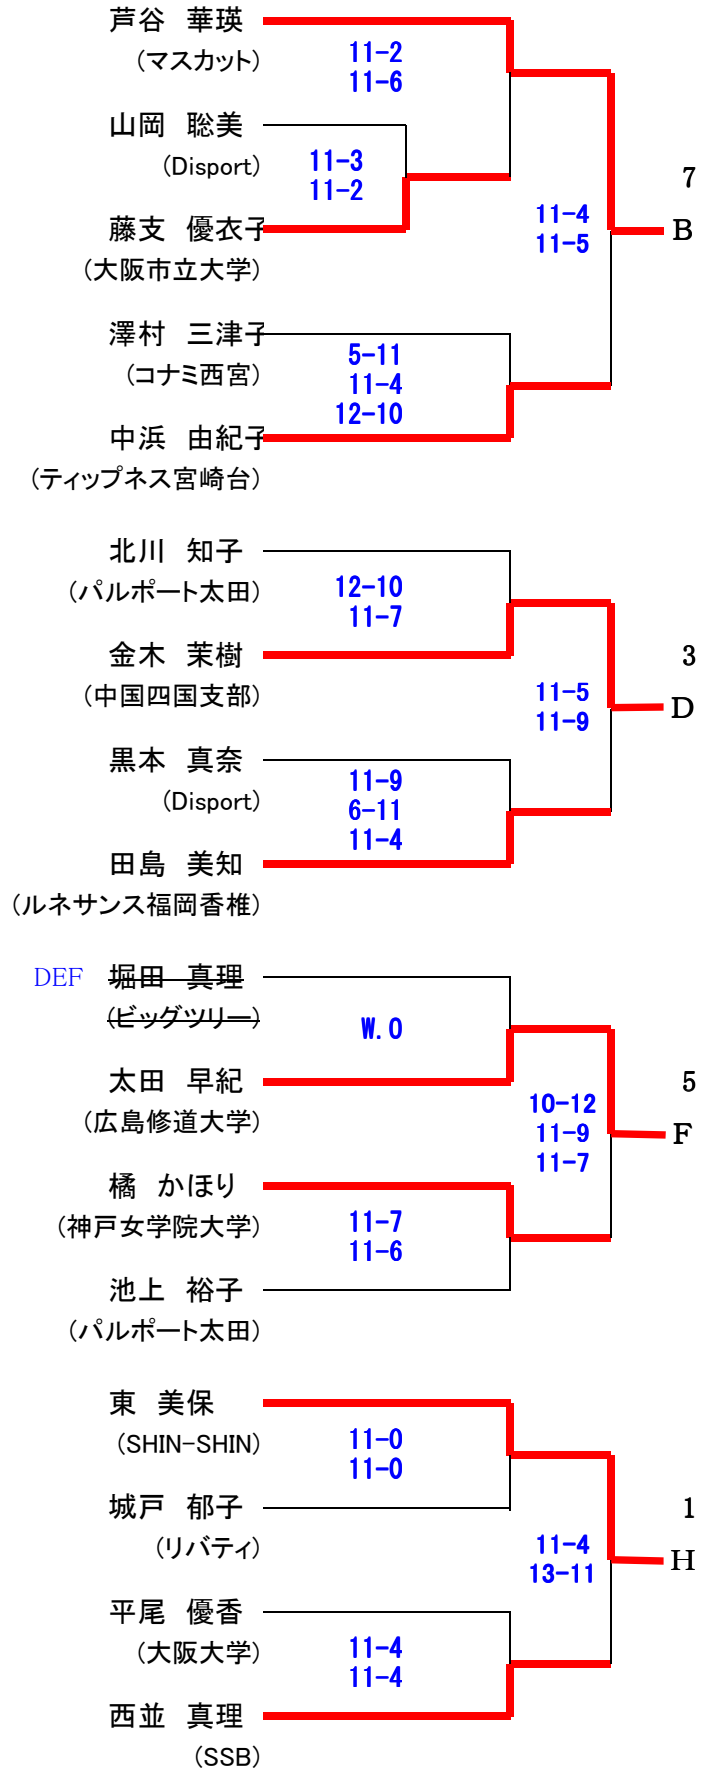 芦谷　華瑛
(マスカット)
11-2
11-6
山岡　聡美
(Disport)
11-3
11-2
7
藤支　優衣子
(大阪市立大学)
11-4
11-5
B
澤村　三津子
(コナミ西宮)
5-11
11-4
12-10
中浜　由紀子
(ティップネス宮崎台)
北川　知子
(パルポート太田)
12-10
11-7
金木　茉樹
(中国四国支部)
3
11-5
11-9
D
黒本　真奈
(Disport)
11-9
6-11
11-4
田島　美知
(ルネサンス福岡香椎)
DEF 堀田　真理
(ビッグツリー)
W.O
太田　早紀
(広島修道大学)
5
10-12
11-9
11-7
F
橘　かほり
(神戸女学院大学)
11-7
11-6
池上　裕子
(パルポート太田)
東　美保
(SHIN-SHIN)
11-0
11-0
城戸　郁子
(リバティ)
1
11-4
13-11
H
平尾　優香
(大阪大学)
11-4
11-4
西並　真理
(SSB)